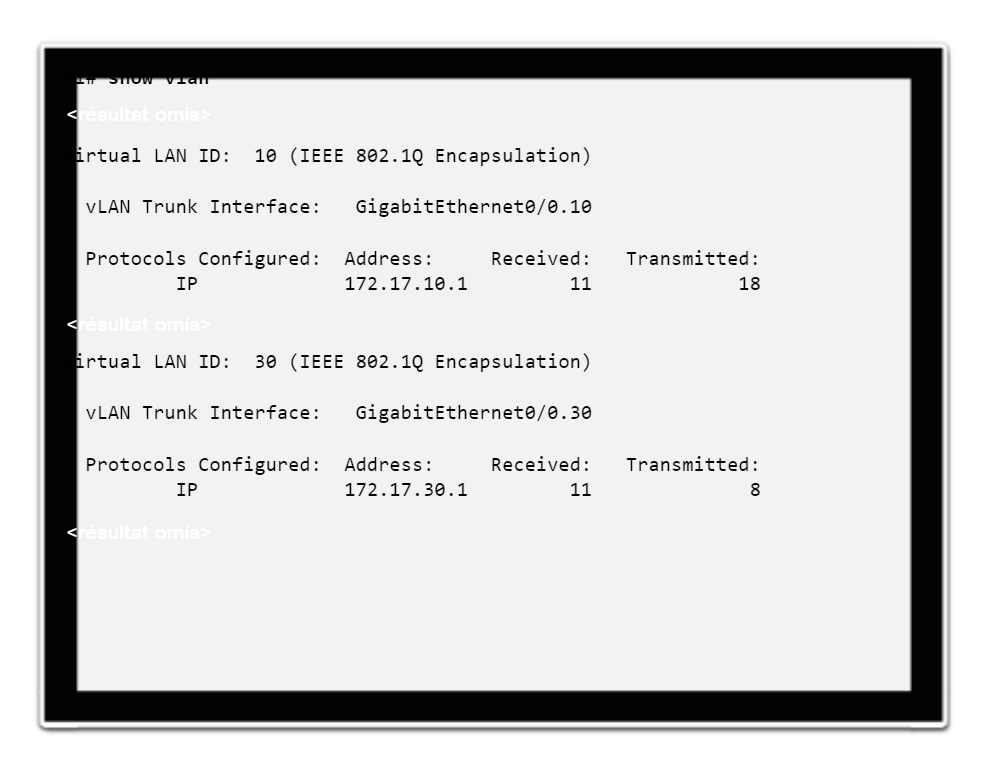 # show vlan
<résultat omis>
irtual LAN ID:  10 (IEEE 802.1Q Encapsulation)
vLAN Trunk Interface:   GigabitEthernet0/0.10
Protocols Configured:  Address:     Received:   Transmitted:
IP             172.17.10.1         11             18
<résultat omis>
irtual LAN ID:  30 (IEEE 802.1Q Encapsulation)
vLAN Trunk Interface:   GigabitEthernet0/0.30
Protocols Configured:  Address:     Received:   Transmitted:
IP             172.17.30.1         11              8
<résultat omis>